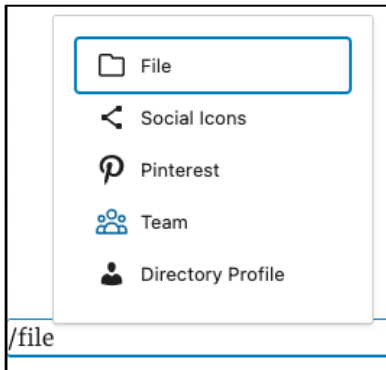 File
Social Icons
Pinterest
Team
Directory Profile
/file